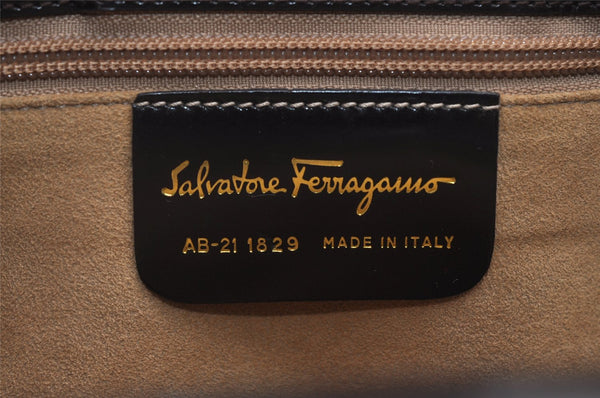 Salvatore Ferragamo
AB-21 1829 MADE IN ITALY